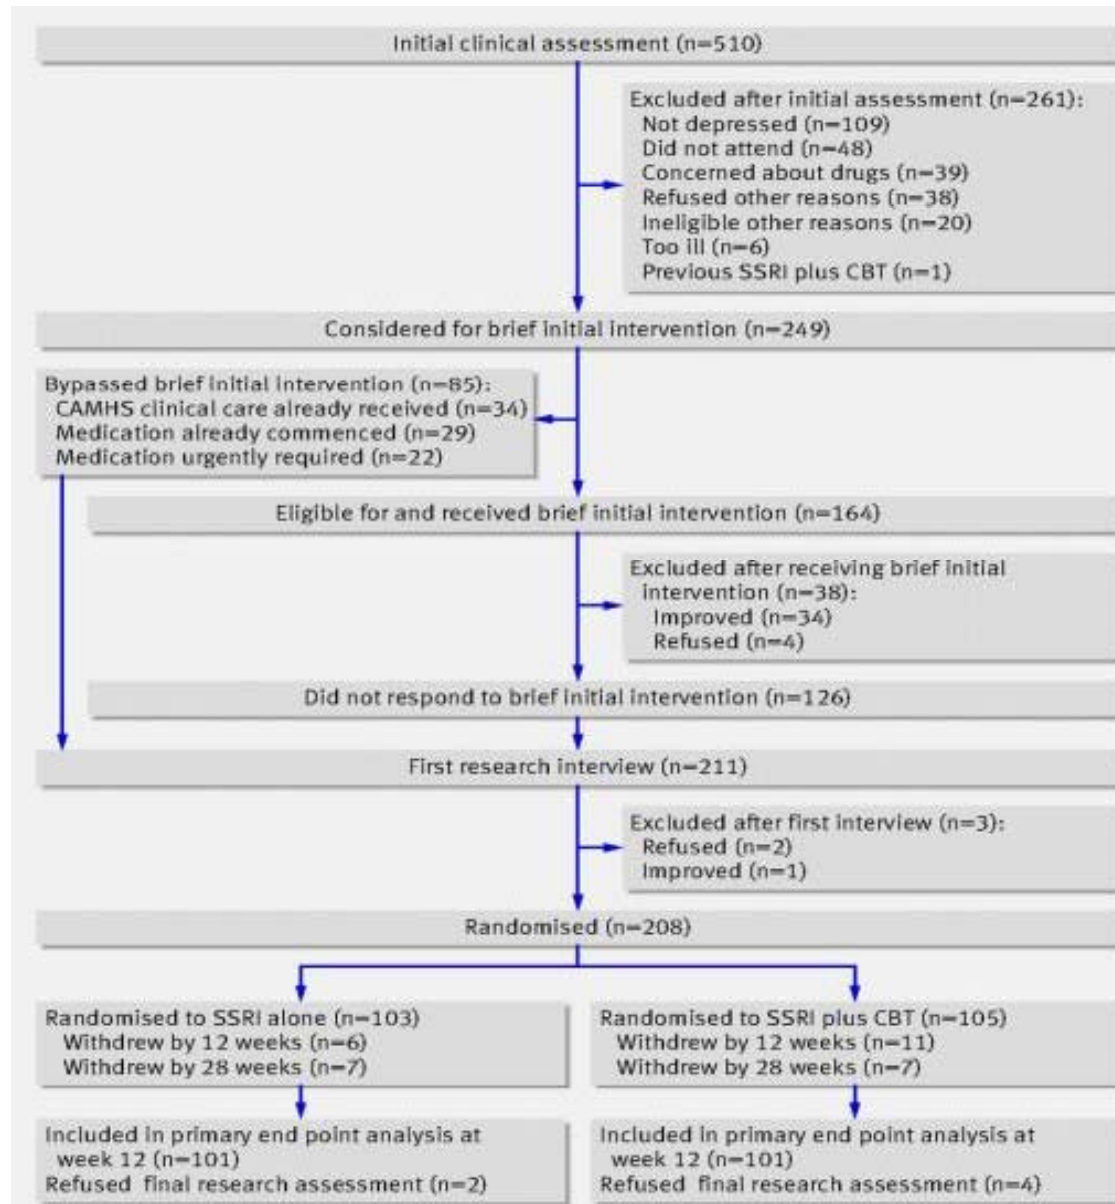 Initial clinical assessment (n=510)
Excluded after initial assessment (n=261):
Not depressed (n=109)
Did not attend (n=48)
Concerned about drugs (n=39)
Refused other reasons (n=38)
Ineligible other reasons (n=20)
Too ill (n=6)
Previous SSRI plus CBT (n=1)
Considered for brief initial intervention (n=249)
Bypassed brief initial intervention (n=85):
CAMHS clinical care already received (n=34)
Medication already commenced (n=29)
Medication urgently required (n=22)
Eligible for and received brief initial intervention (n=164)
Excluded after receiving brief initial
intervention (n=38):
Improved (n=34)
Refused (n=4)
Did not respond to brief initial intervention (n=126)
First research interview (n=211)
Excluded after first interview (n=3):
Refused (n=2)
Improved (n=1)
Randomised (n=208)
Randomised to SSRI alone (n=103)
Withdrew by 12 weeks (n=6)
Withdrew by 28 weeks (n=7)
Randomised to SSRI plus CBT (n=105)
Withdrew by 12 weeks (n=11)
Withdrew by 28 weeks (n=7)
Included in primary end point analysis at
week 12 (n=101)
Refused final research assessment (n=2)
Included in primary end point analysis at
week 12 (n=101)
Refused final research assessment (n=4)